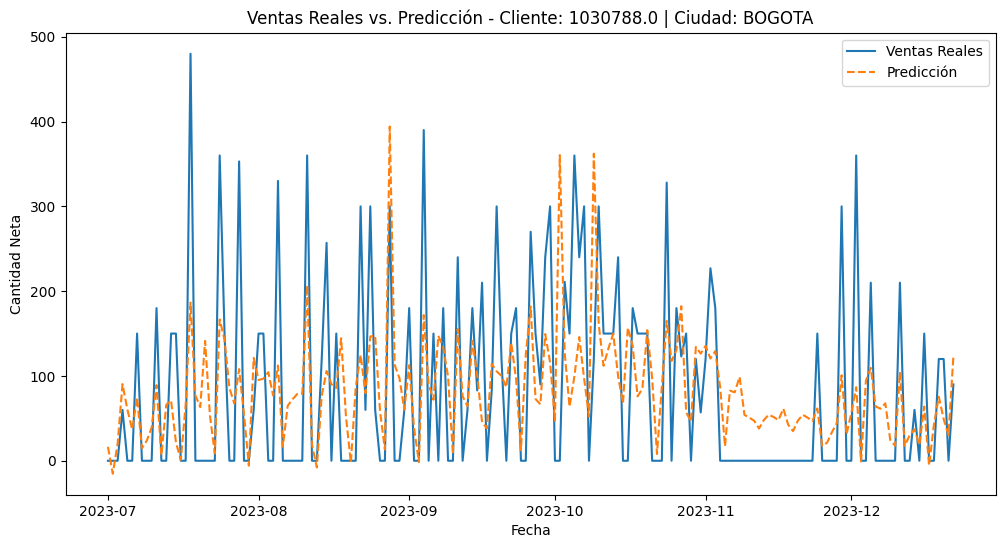 Ventas Reales vs. Predicción - Cliente: 1030788.0 | Ciudad: BOGOTA
Ventas Reales
Predicción
Cantidad Neta
500
400
300
200
100
0
2023-07
2023-08
2023-09
2023-10
2023-11
2023-12
Fecha